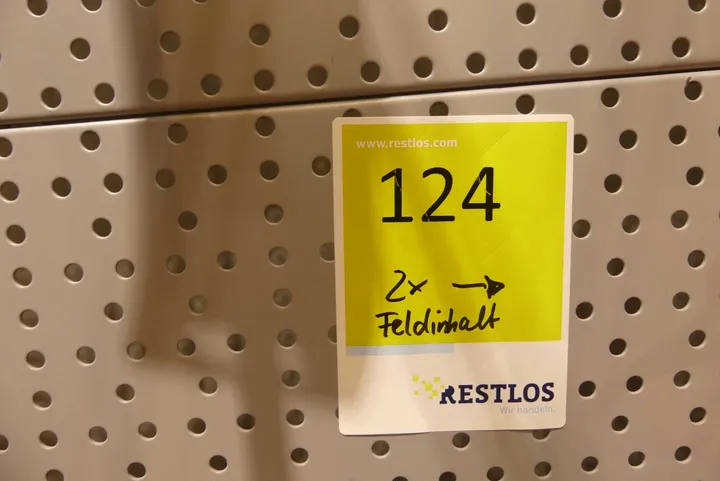 www.restlos.com
124
2x →
Feldinhalt
RESTLOS
Wir handeln.